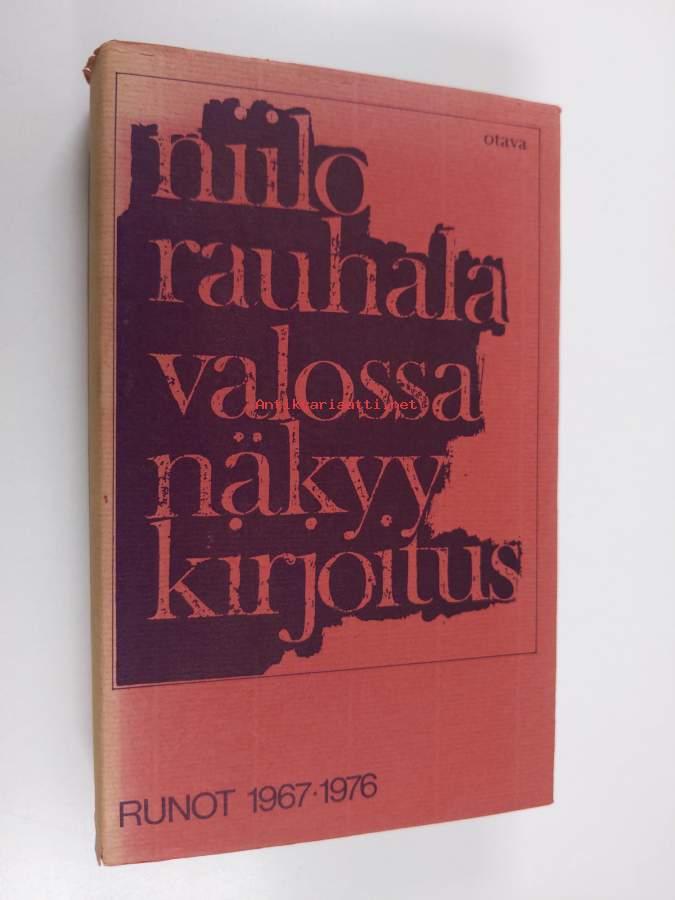 otava
niilo
rauhala
valossa
Antikvariaatti.net
näkyy
kirjoitus
RUNOT 1967·1976